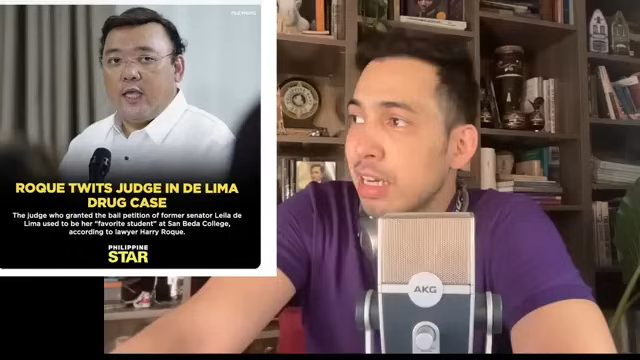 FILE PHOTO
ROQUE TWITS JUDGE IN DE LIMA
DRUG CASE
The judge who granted the bail petition of former senator Leila de
Lima used to be her "favorite student" at San Beda College,
according to lawyer Harry Roque.
PHILIPPINE
STAR
AKG